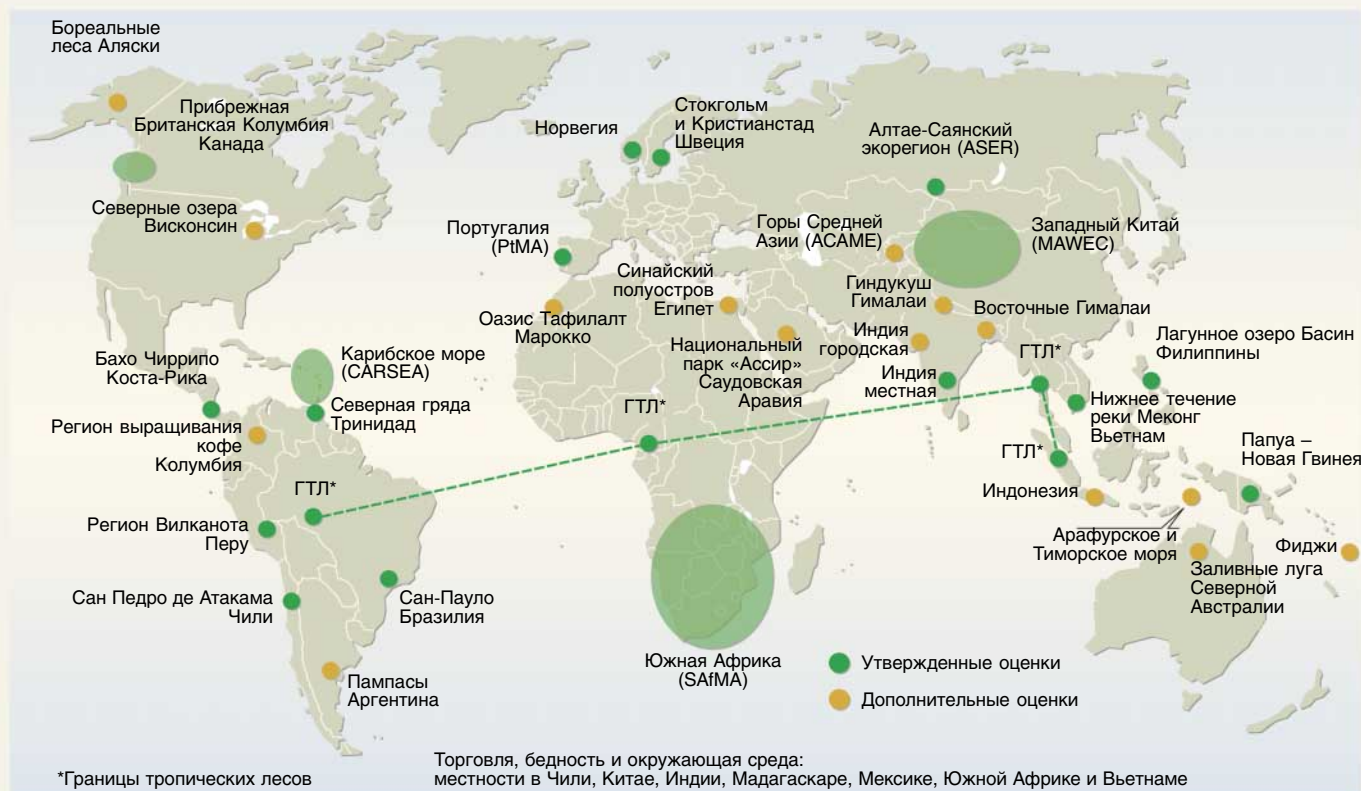 Бореальные
леса Аляски
Прибрежная
Британская Колумбия
Канада
Северные озера
Висконсин
Норвегия
Стокгольм
и Кристианстад
Швеция
Алтае-Саянский
экорегион (ASER)
Португалия
(PtMA)
Горы Средней
Азии (ACAME)
Западный Китай
(MAWEC)
Синайский
полуостров
Египет
Гиндукуш
Гималаи
Восточные Гималаи
Оазис Тафилалт
Марокко
Национальный
парк «Ассир»
Саудовская
Аравия
Индия
городская
Индия
местная
ГТЛ*
Лагунное озеро Басин
Филиппины
Бахо Чиррипо
Коста-Рика
Карибское море
(CARSEA)
Северная гряда
Тринидад
ГТЛ*
Нижнее течение
реки Меконг
Вьетнам
Регион выращивания
кофе
Колумбия
ГТЛ*
ГТЛ*
Папуа –
Новая Гвинея
Индонезия
Регион Вилканота
Перу
Арафурское и
Тиморское моря
Фиджи
Заливные луга
Северной
Австралии
Сан Педро де Атакама
Чили
Сан-Пауло
Бразилия
Южная Африка
(SAfMA)
Утвержденные оценки
Дополнительные оценки
Пампасы
Аргентина
*Границы тропических лесов
Торговля, бедность и окружающая среда:
местности в Чили, Китае, Индии, Мадагаскаре, Мексике, Южной Африке и Вьетнаме